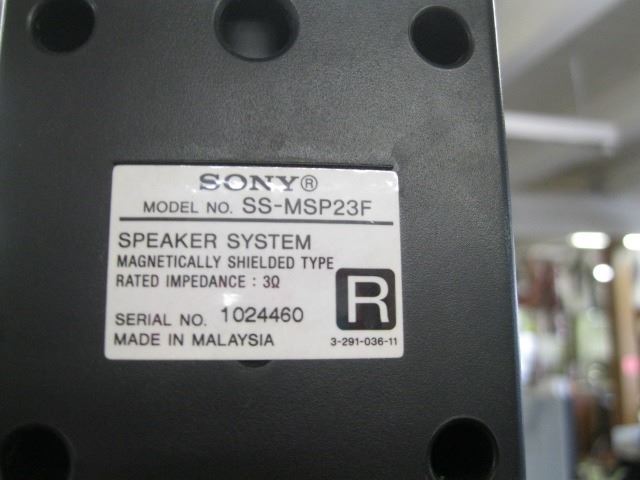 SONY®
MODEL NO. SS-MSP23F
SPEAKER SYSTEM
MAGNETICALLY SHIELDED TYPE
RATED IMPEDANCE : 3Ω
R
SERIAL NO. 1024460
MADE IN MALAYSIA
3-291-036-11